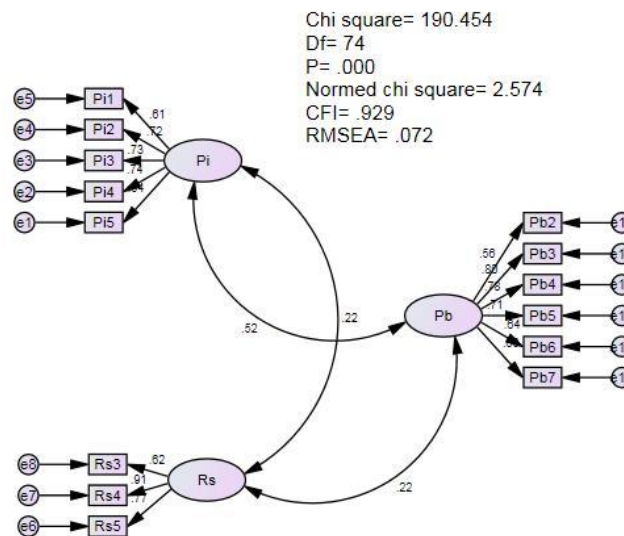 Chi square= 190.454
Df= 74
P= .000
Normed chi square= 2.574
CFI= .929
RMSEA= .072
e5 Pi1 .61
e4 Pi2 .72
e3 Pi3 .73
Pi
e2 Pi4 .74
e1 Pi5
Pb2
.56 Pb3
.80 Pb4
.78
Pb .71 Pb5
.64 Pb6
Pb7
.52
.22
e8 Rs3 .62
e7 Rs4 .91
Rs
e6 Rs5 .77
.22